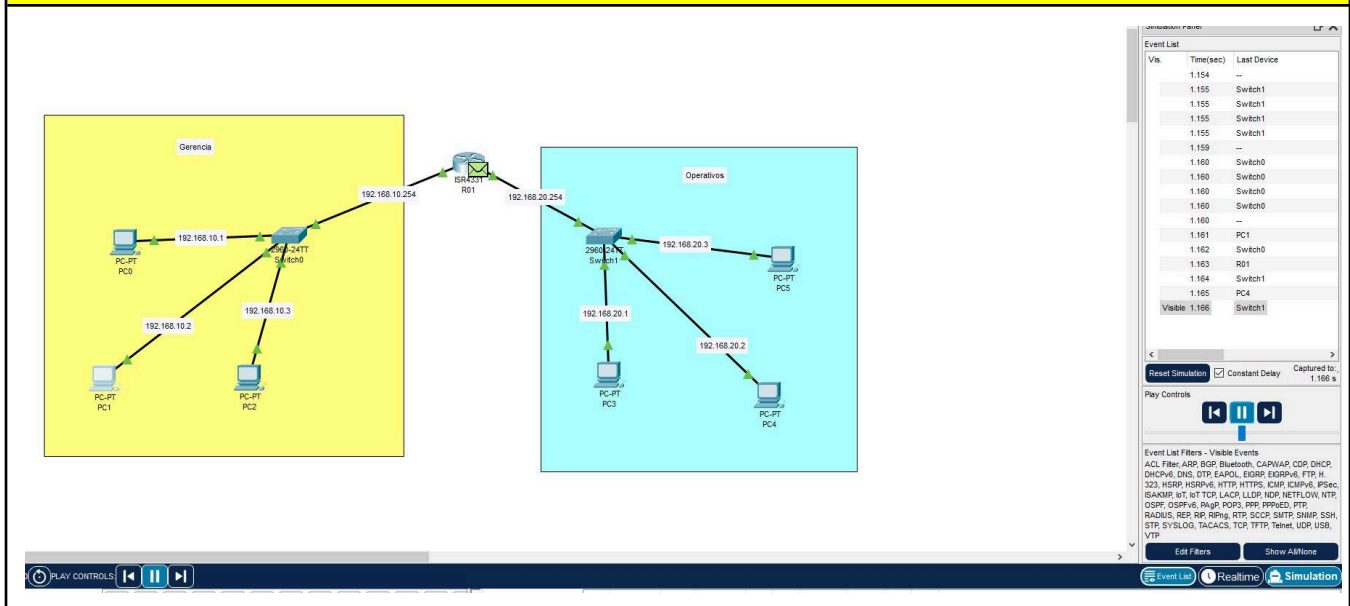 Simulation Panel
Event List
Vis. Time(sec) Last Device
1.154 --
1.155 Switch1
1.155 Switch1
1.155 Switch1
1.155 Switch1
1.159 --
1.160 Switch0
1.160 Switch0
1.160 Switch0
1.160 Switch0
1.160 --
1.161 PC1
1.162 Switch0
1.163 R01
1.164 Switch1
1.165 PC4
Visible 1.166 Switch1
Reset Simulation Constant Delay Captured to:
1.166 s
Play Controls
Event List Filters - Visible Events
ACL Filter, ARP, BGP, Bluetooth, CAPWAP, CDP, DHCP,
DHCPv6, DNS, DTP, EAPOL, EIGRP, EIGRPv6, FTP, H.
323, HSRP, HSRPv6, HTTP, HTTPS, ICMP, ICMPv6, IPSec,
ISAKMP, IoT, IoT TCP, LACP, LLDP, NDP, NETFLOW, NTP,
OSPF, OSPFv6, PAgP, POP3, PPP, PPPoED, PTP,
RADIUS, REP, RIP, RIPng, RTP, SCCP, SMTP, SNMP, SSH,
STP, SYSLOG, TACACS, TCP, TFTP, Telnet, UDP, USB,
VTP
Edit Filters Show All/None
Gerencia
Operativos
ISR4331
R01
192.168.10.254
192.168.20.254
192.168.10.1
2960-24TT
Switch0
PC-PT
PC0
192.168.10.3
192.168.10.2
PC-PT
PC1
PC-PT
PC2
2960-24TT
Switch1
192.168.20.3
PC-PT
PC5
192.168.20.1
192.168.20.2
PC-PT
PC3
PC-PT
PC4
PLAY CONTROLS:
Event List Realtime Simulation